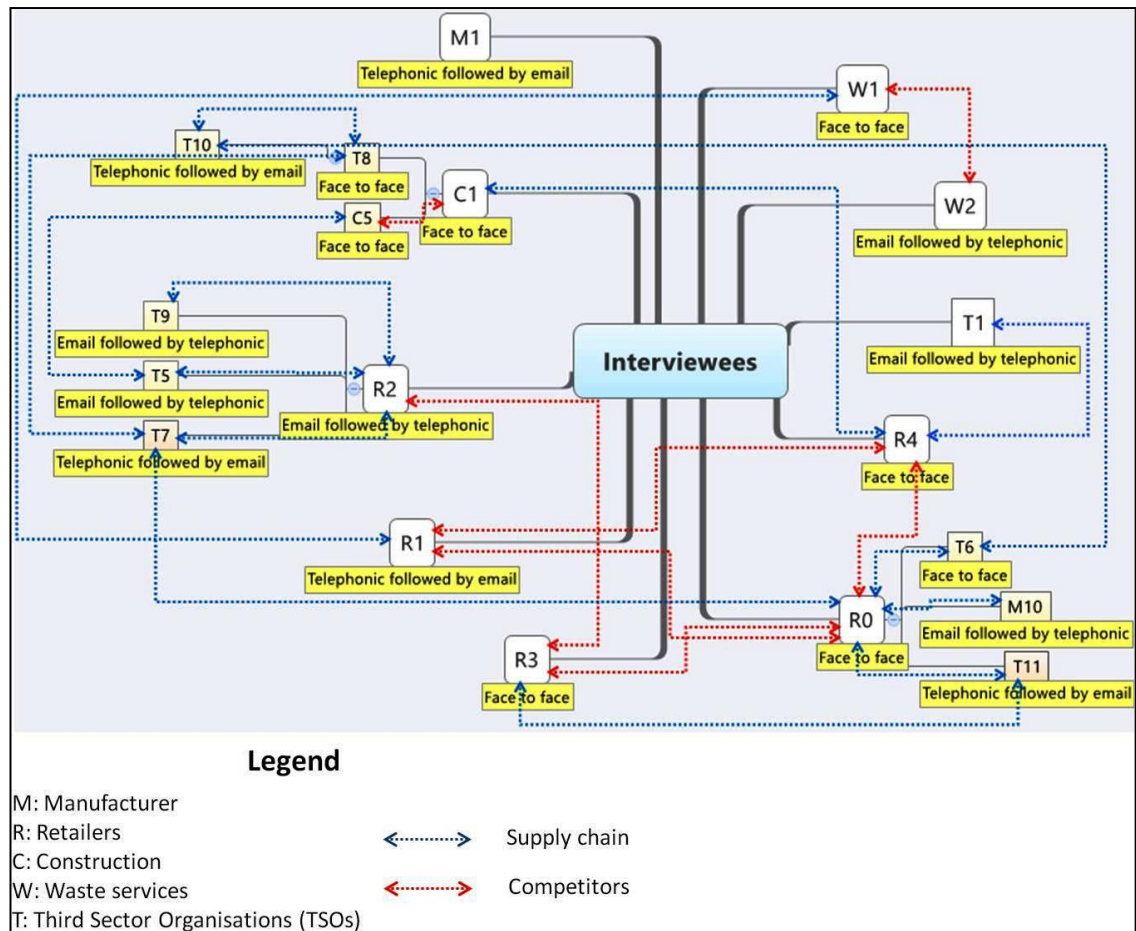 M1
Telephonic followed by email
W1
Face to face
T10
Telephonic followed by email
T8
Face to face
C1
Face to face
C5
Face to face
W2
Email followed by telephonic
T9
Email followed by telephonic
T1
Email followed by telephonic
Interviewees
T5
Email followed by telephonic
R2
Email followed by telephonic
T7
Telephonic followed by email
R4
Face to face
R1
Telephonic followed by email
T6
Face to face
R0
Face to face
M10
Email followed by telephonic
R3
Face to face
T11
Telephonic followed by email
Legend
M: Manufacturer
R: Retailers
C: Construction
W: Waste services
T: Third Sector Organisations (TSOs)
Supply chain
Competitors